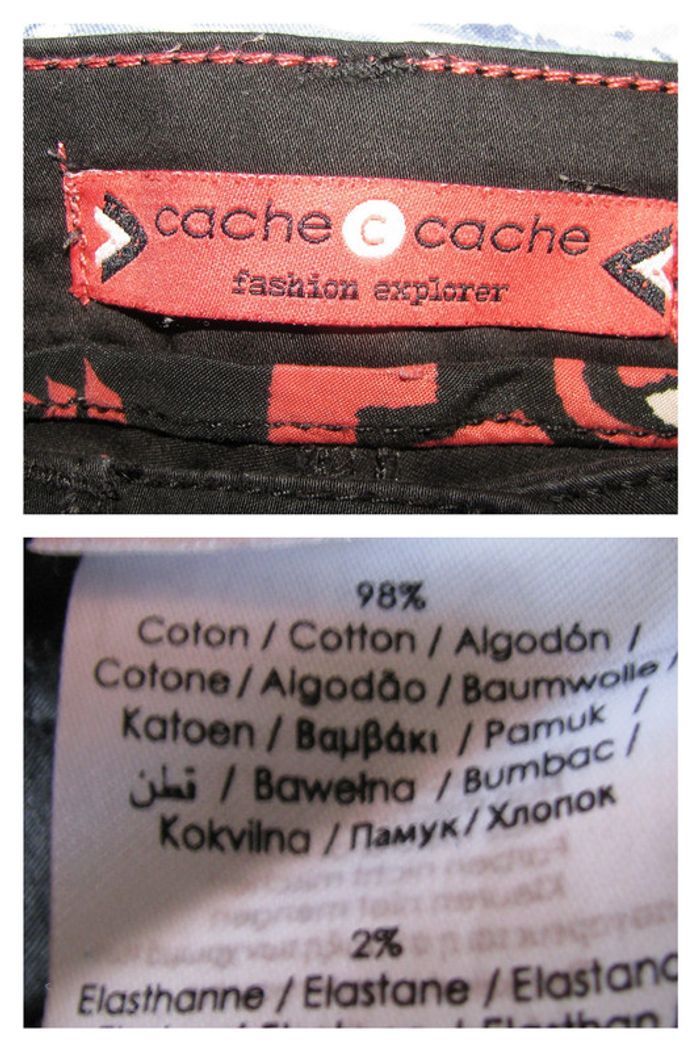 cache c cache
fashion explorer
98%
Coton / Cotton / Algodón /
Cotone / Algodão / Baumwolle /
Katoen / Βαμβάκι / Pamuk /
قطن / Bawełna / Bumbac /
Kokvilna / Памук / Хлопок
2%
Elasthanne / Elastane / Elastano